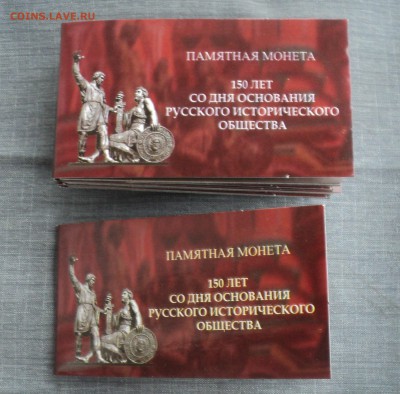 COINS.LAVE.RU
ПАМЯТНАЯ МОНЕТА
150 ЛЕТ
СО ДНЯ ОСНОВАНИЯ
РУССКОГО ИСТОРИЧЕСКОГО
ОБЩЕСТВА
ПАМЯТНАЯ МОНЕТА
150 ЛЕТ
СО ДНЯ ОСНОВАНИЯ
РУССКОГО ИСТОРИЧЕСКОГО
ОБЩЕСТВА